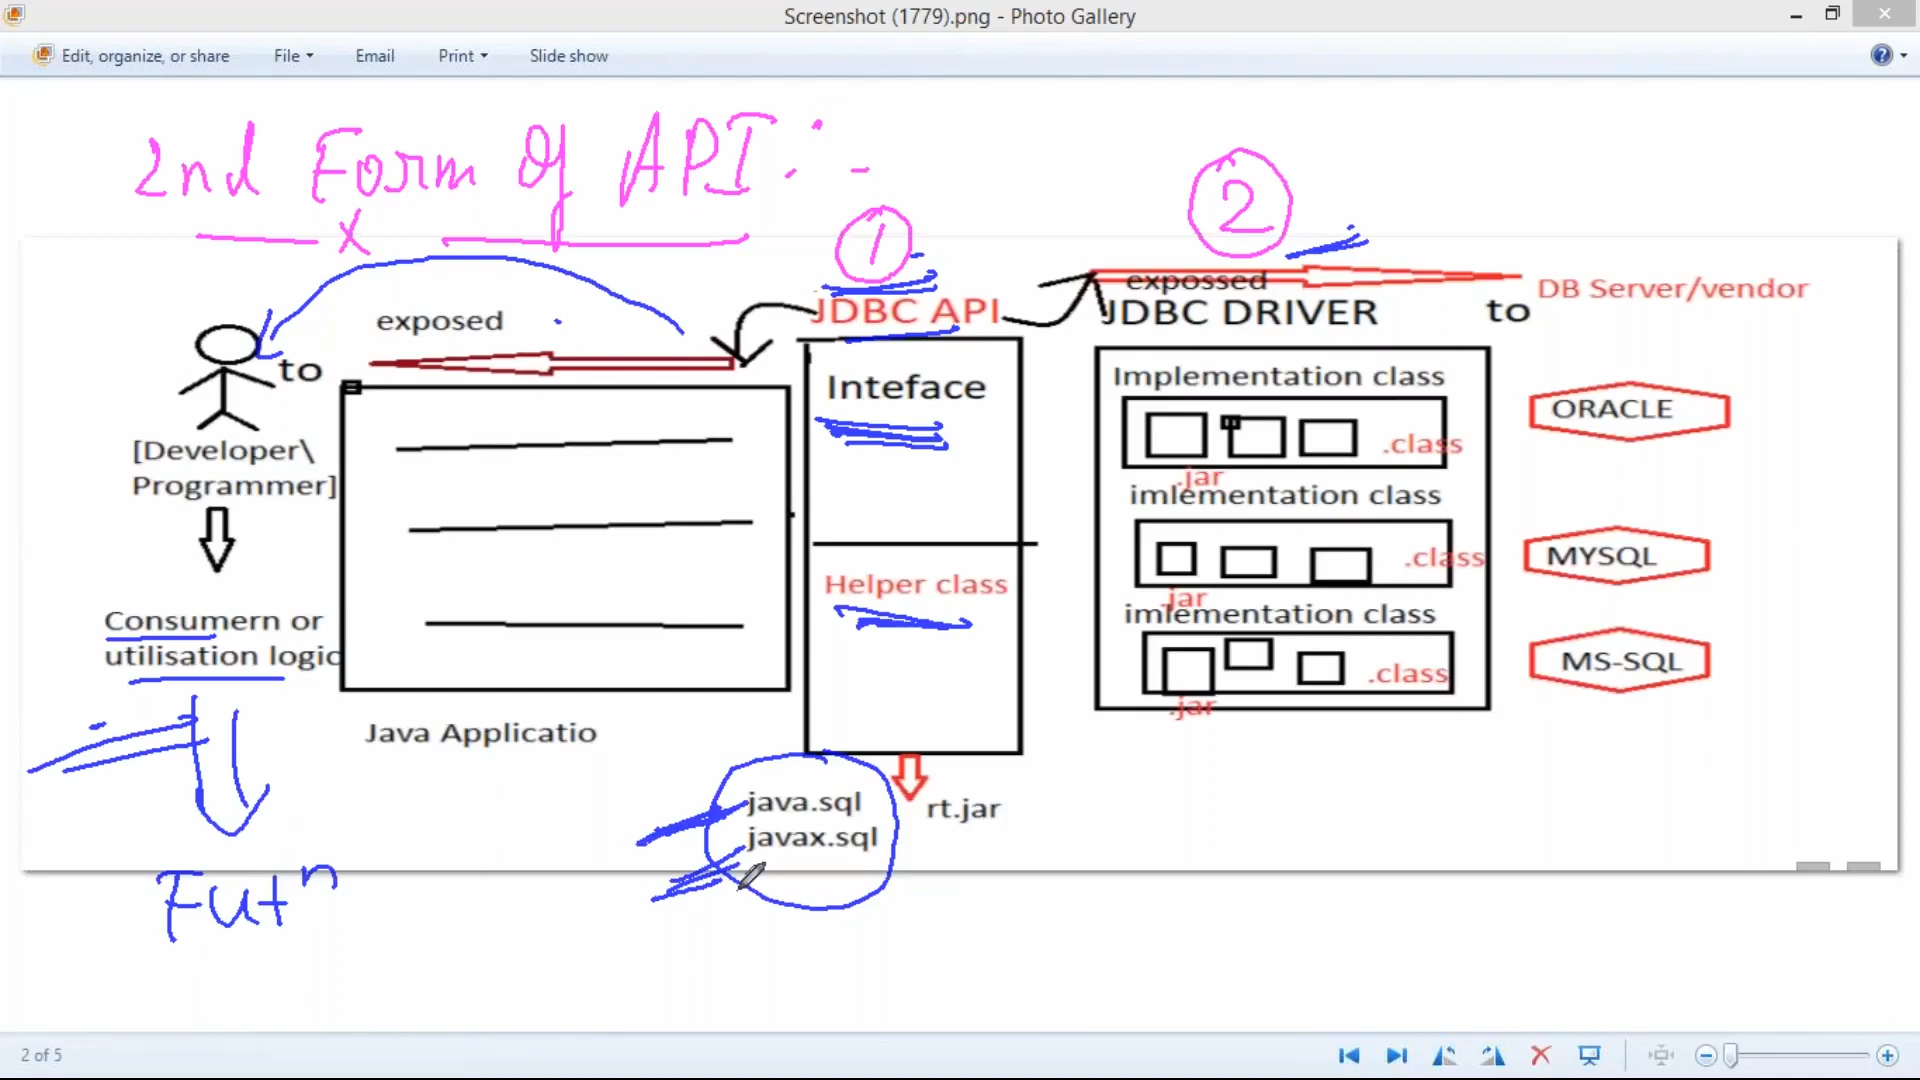 Screenshot (1779).png - Photo Gallery
Edit, organize, or share File Email Print Slide show
2nd Form Of API :-
x
1
2
exposed
JDBC API
expossed
JDBC DRIVER
to
DB Server/vendor
to
[Developer\
Programmer]
Consumern or
utilisation logic
Java Applicatio
Inteface
Helper class
java.sql
javax.sql
rt.jar
Implementation class
.class
.jar
imlementation class
.class
.jar
imlementation class
.class
.jar
ORACLE
MYSQL
MS-SQL
Futn
2 of 5